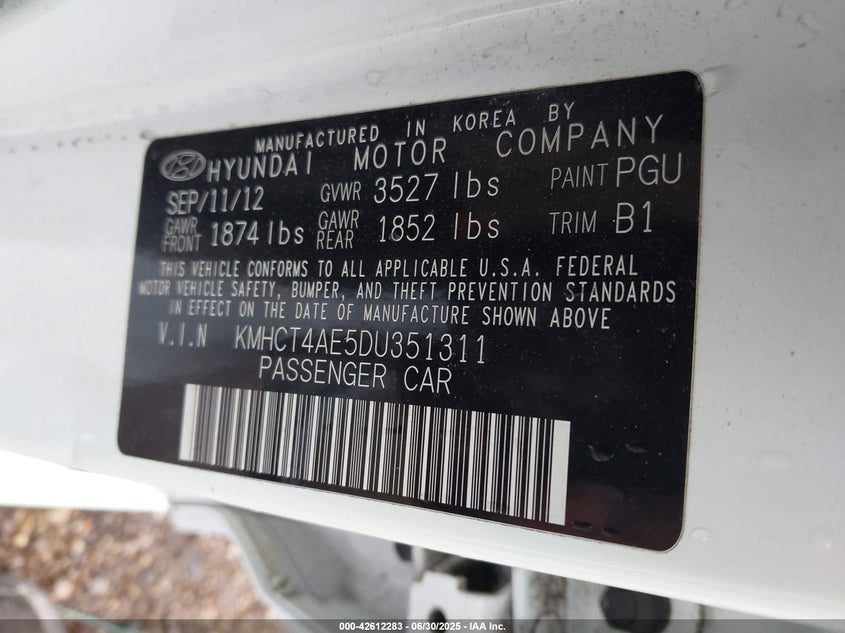 MANUFACTURED IN KOREA BY
HYUNDAI MOTOR COMPANY
SEP/11/12 GVWR 3527 lbs PAINT PGU
GAWR FRONT 1874 lbs GAWR REAR 1852 lbs TRIM B1
THIS VEHICLE CONFORMS TO ALL APPLICABLE U.S.A. FEDERAL
MOTOR VEHICLE SAFETY, BUMPER, AND THEFT PREVENTION STANDARDS
IN EFFECT ON THE DATE OF MANUFACTURE SHOWN ABOVE
V.I.N KMHCT4AE5DU351311
PASSENGER CAR
000-42612283 - 06/30/2025 - IAA Inc.